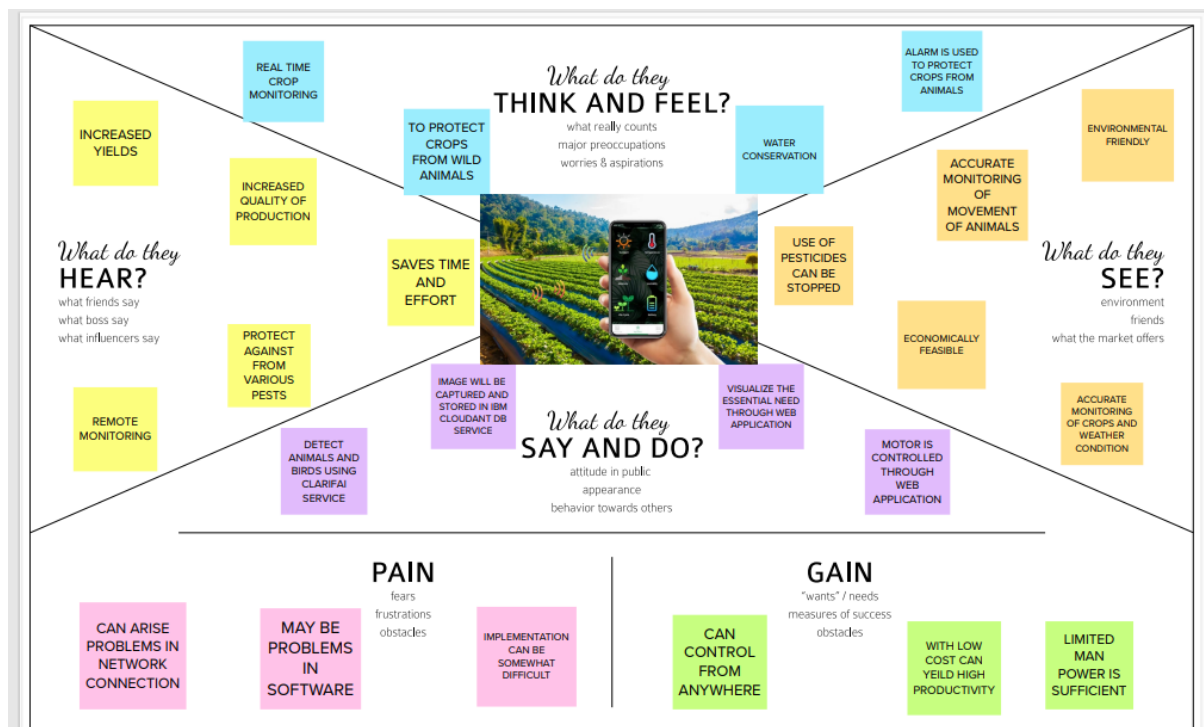 What do they
THINK AND FEEL?
what really counts
major preoccupations
worries & aspirations
REAL TIME
CROP
MONITORING
TO PROTECT
CROPS
FROM WILD
ANIMALS
WATER
CONSERVATION
ALARM IS USED
TO PROTECT
CROPS FROM
ANIMALS
What do they
HEAR?
what friends say
what boss say
what influencers say
INCREASED
YIELDS
INCREASED
QUALITY OF
PRODUCTION
SAVES TIME
AND
EFFORT
PROTECT
AGAINST
FROM
VARIOUS
PESTS
REMOTE
MONITORING
What do they
SEE?
environment
friends
what the market offers
ENVIRONMENTAL
FRIENDLY
ACCURATE
MONITORING
OF
MOVEMENT
OF ANIMALS
USE OF
PESTICIDES
CAN BE
STOPPED
ECONOMICALLY
FEASIBLE
ACCURATE
MONITORING
OF CROPS AND
WEATHER
CONDITION
What do they
SAY AND DO?
attitude in public
appearance
behavior towards others
IMAGE WILL BE
CAPTURED AND
STORED IN IBM
CLOUDANT DB
SERVICE
DETECT
ANIMALS AND
BIRDS USING
CLARIFAI
SERVICE
VISUALIZE THE
ESSENTIAL NEED
THROUGH WEB
APPLICATION
MOTOR IS
CONTROLLED
THROUGH
WEB
APPLICATION
PAIN
fears
frustrations
obstacles
CAN ARISE
PROBLEMS IN
NETWORK
CONNECTION
MAY BE
PROBLEMS
IN
SOFTWARE
IMPLEMENTATION
CAN BE
SOMEWHAT
DIFFICULT
GAIN
"wants" / needs
measures of success
obstacles
CAN
CONTROL
FROM
ANYWHERE
WITH LOW
COST CAN
YEILD HIGH
PRODUCTIVITY
LIMITED
MAN
POWER IS
SUFFICIENT